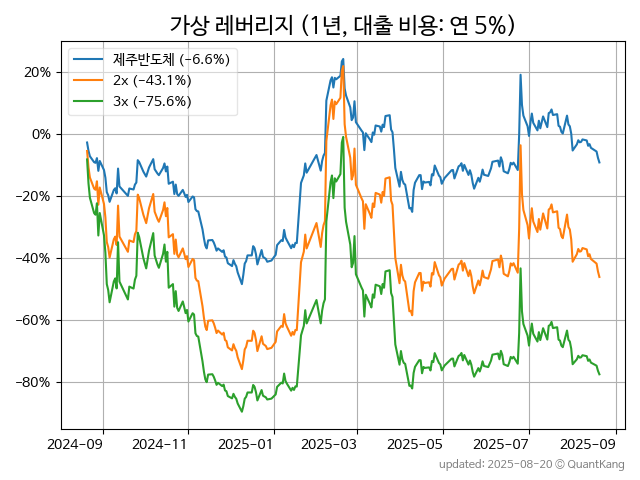 가상 레버리지 (1년, 대출 비용: 연 5%)
제주반도체 (-6.6%)
2x (-43.1%)
3x (-75.6%)
20%
0%
-20%
-40%
-60%
-80%
2024-09 2024-11 2025-01 2025-03 2025-05 2025-07 2025-09
updated: 2025-08-20 © QuantKang